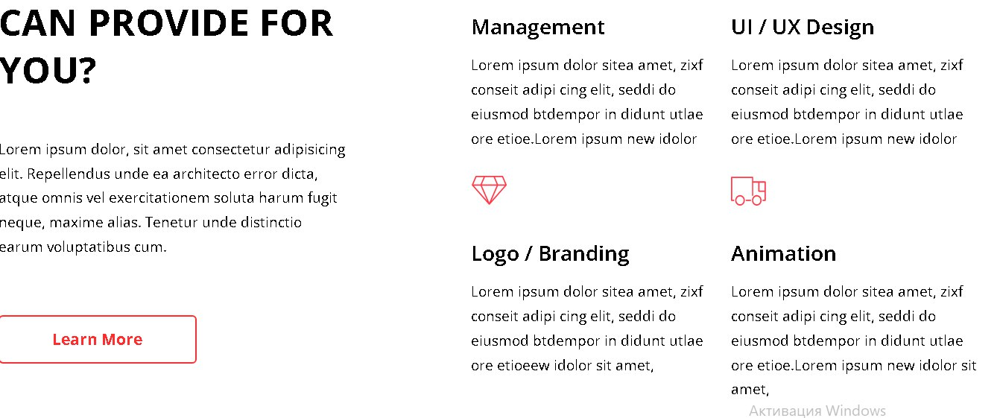 CAN PROVIDE FOR
YOU?
Lorem ipsum dolor, sit amet consectetur adipisicing
elit. Repellendus unde ea architecto error dicta,
atque omnis vel exercitationem soluta harum fugit
neque, maxime alias. Tenetur unde distinctio
earum voluptatibus cum.
Learn More
Management
Lorem ipsum dolor sitea amet, zixf
conseit adipi cing elit, seddi do
eiusmod btdempor in didunt utlae
ore etioe.Lorem ipsum new idolor
UI / UX Design
Lorem ipsum dolor sitea amet, zixf
conseit adipi cing elit, seddi do
eiusmod btdempor in didunt utlae
ore etioe.Lorem ipsum new idolor
Logo / Branding
Lorem ipsum dolor sitea amet, zixf
conseit adipi cing elit, seddi do
eiusmod btdempor in didunt utlae
ore etioeew idolor sit amet,
Animation
Lorem ipsum dolor sitea amet, zixf
conseit adipi cing elit, seddi do
eiusmod btdempor in didunt utlae
ore etioe.Lorem ipsum new idolor sit
amet,
Активация Windows